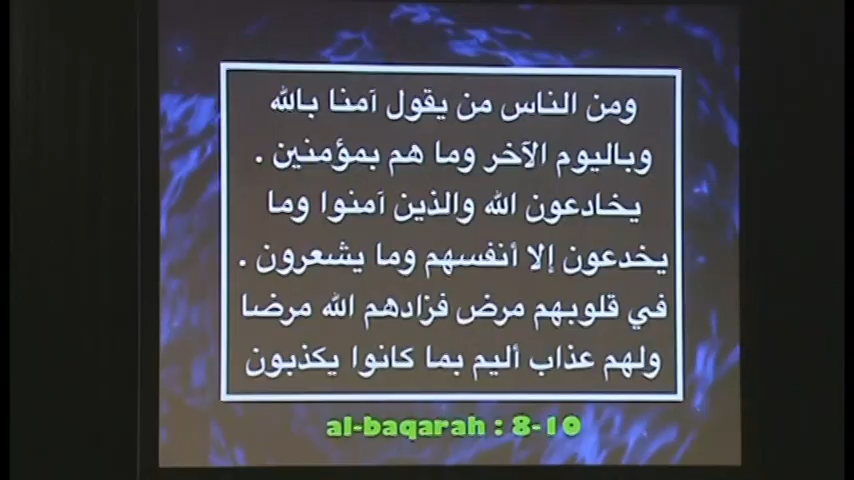 ومن الناس من يقول آمنا بالله
وباليوم الآخر وما هم بمؤمنين .
يخادعون الله والذين آمنوا وما
يخدعون إلا أنفسهم وما يشعرون .
في قلوبهم مرض فزادهم الله مرضا
ولهم عذاب أليم بما كانوا يكذبون
al-baqarah : 8-10